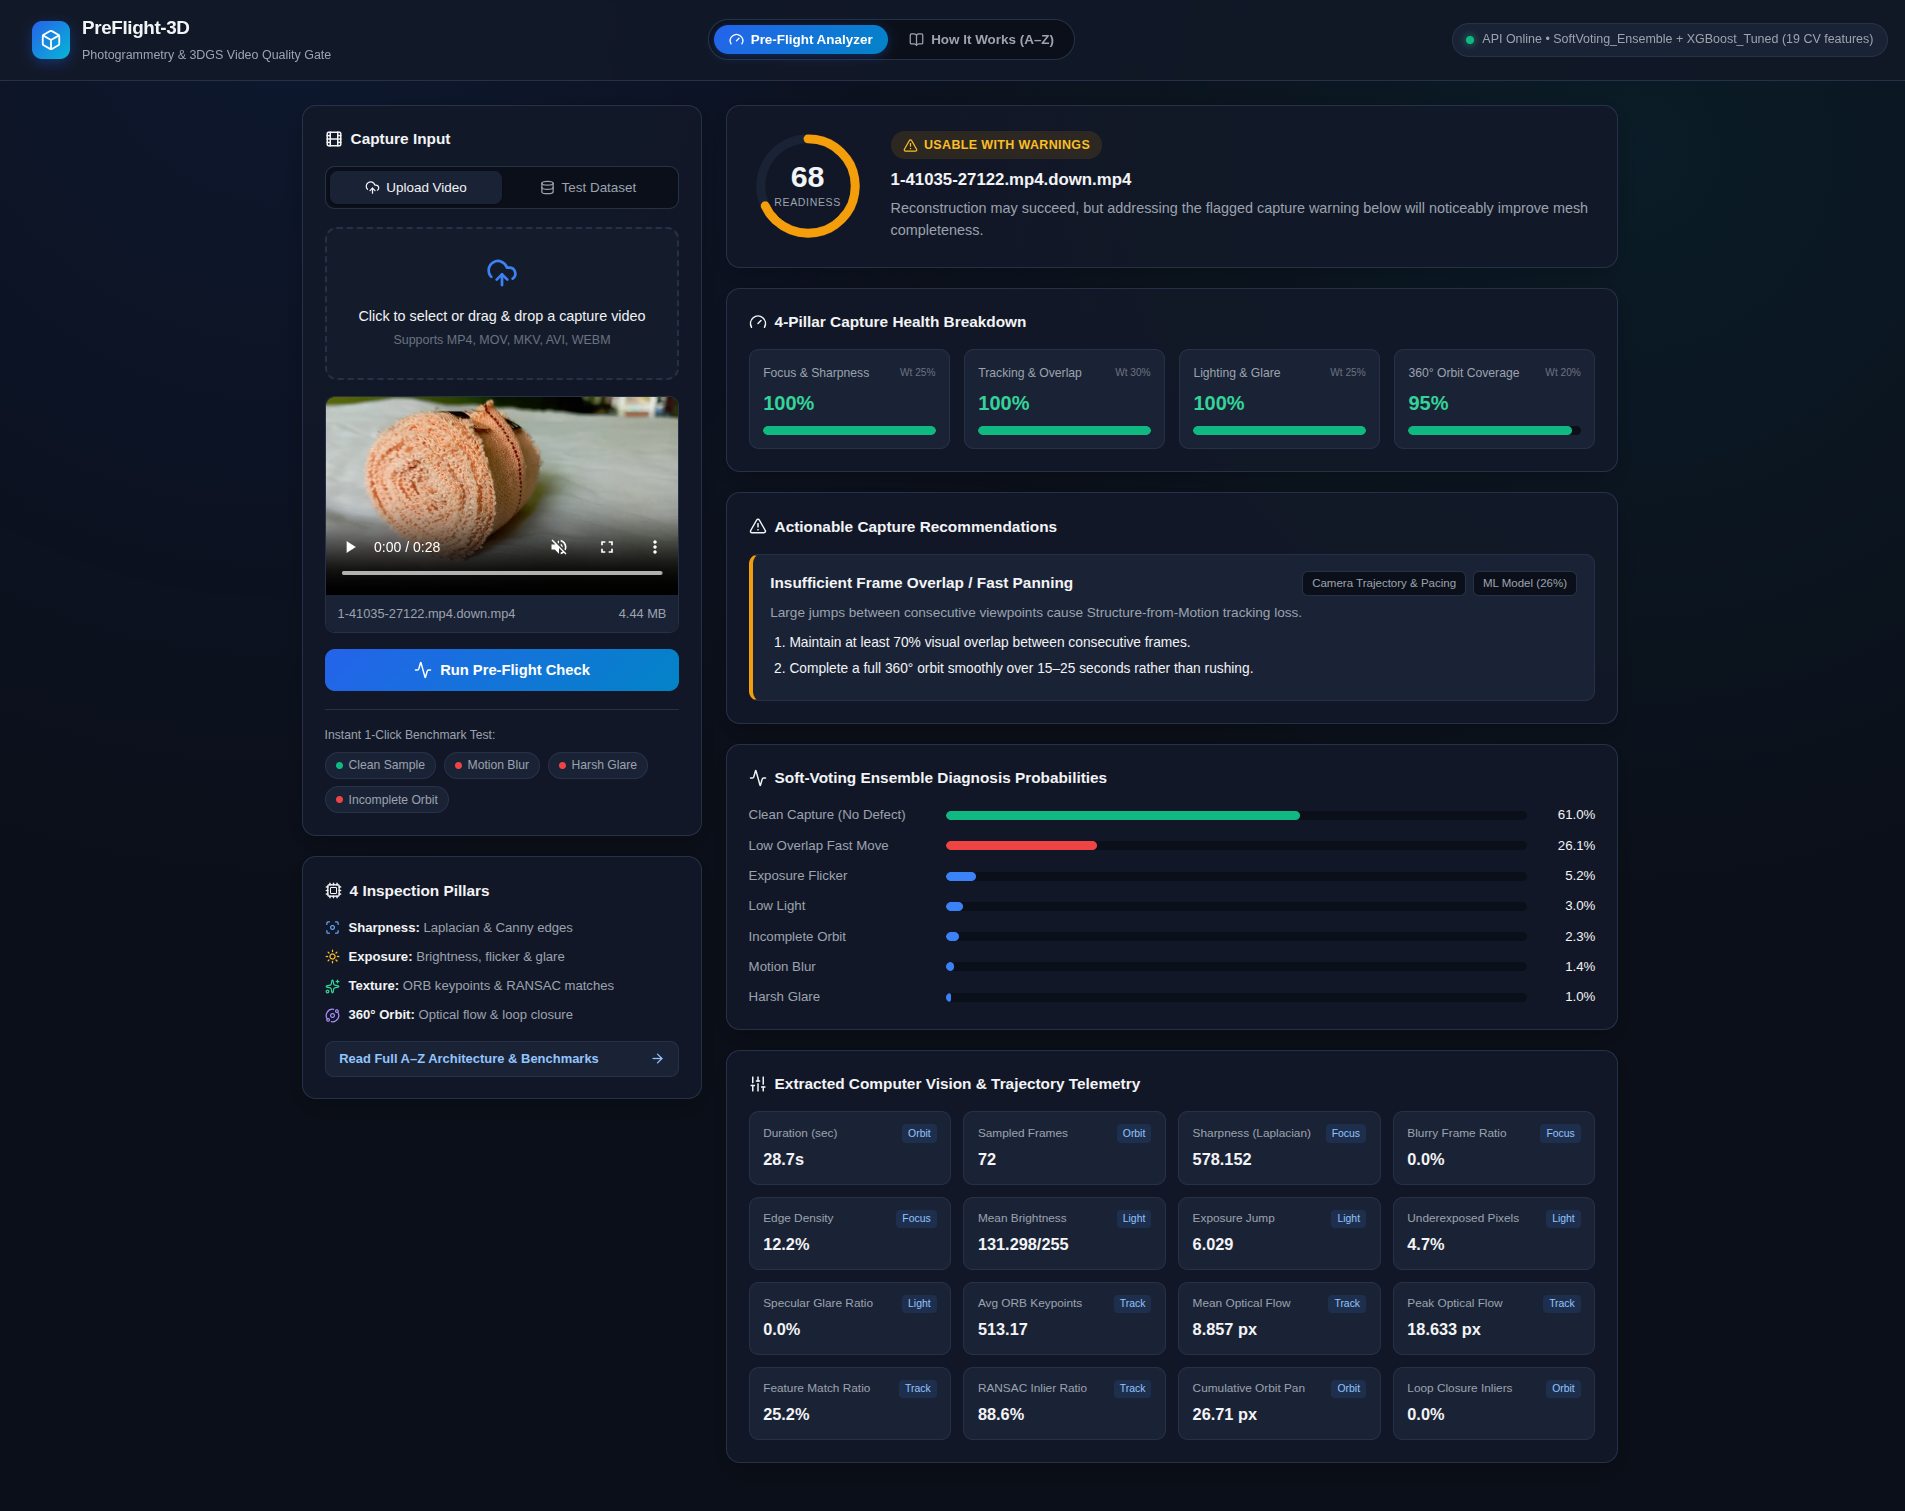 PreFlight-3D
Photogrammetry & 3DGS Video Quality Gate
Pre-Flight Analyzer
How It Works (A–Z)
API Online • SoftVoting_Ensemble + XGBoost_Tuned (19 CV features)
Capture Input
Upload Video
Test Dataset
Click to select or drag & drop a capture video
Supports MP4, MOV, MKV, AVI, WEBM
0:00 / 0:28
1-41035-27122.mp4.down.mp4
4.44 MB
Run Pre-Flight Check
Instant 1-Click Benchmark Test:
Clean Sample
Motion Blur
Harsh Glare
Incomplete Orbit
4 Inspection Pillars
Sharpness: Laplacian & Canny edges
Exposure: Brightness, flicker & glare
Texture: ORB keypoints & RANSAC matches
360° Orbit: Optical flow & loop closure
Read Full A–Z Architecture & Benchmarks
68
READINESS
USABLE WITH WARNINGS
1-41035-27122.mp4.down.mp4
Reconstruction may succeed, but addressing the flagged capture warning below will noticeably improve mesh
completeness.
4-Pillar Capture Health Breakdown
Focus & Sharpness
Wt 25%
100%
Tracking & Overlap
Wt 30%
100%
Lighting & Glare
Wt 25%
100%
360° Orbit Coverage
Wt 20%
95%
Actionable Capture Recommendations
Insufficient Frame Overlap / Fast Panning
Camera Trajectory & Pacing
ML Model (26%)
Large jumps between consecutive viewpoints cause Structure-from-Motion tracking loss.
1. Maintain at least 70% visual overlap between consecutive frames.
2. Complete a full 360° orbit smoothly over 15–25 seconds rather than rushing.
Soft-Voting Ensemble Diagnosis Probabilities
Clean Capture (No Defect)
61.0%
Low Overlap Fast Move
26.1%
Exposure Flicker
5.2%
Low Light
3.0%
Incomplete Orbit
2.3%
Motion Blur
1.4%
Harsh Glare
1.0%
Extracted Computer Vision & Trajectory Telemetry
Duration (sec)
Orbit
28.7s
Sampled Frames
Orbit
72
Sharpness (Laplacian)
Focus
578.152
Blurry Frame Ratio
Focus
0.0%
Edge Density
Focus
12.2%
Mean Brightness
Light
131.298/255
Exposure Jump
Light
6.029
Underexposed Pixels
Light
4.7%
Specular Glare Ratio
Light
0.0%
Avg ORB Keypoints
Track
513.17
Mean Optical Flow
Track
8.857 px
Peak Optical Flow
Track
18.633 px
Feature Match Ratio
Track
25.2%
RANSAC Inlier Ratio
Track
88.6%
Cumulative Orbit Pan
Orbit
26.71 px
Loop Closure Inliers
Orbit
0.0%